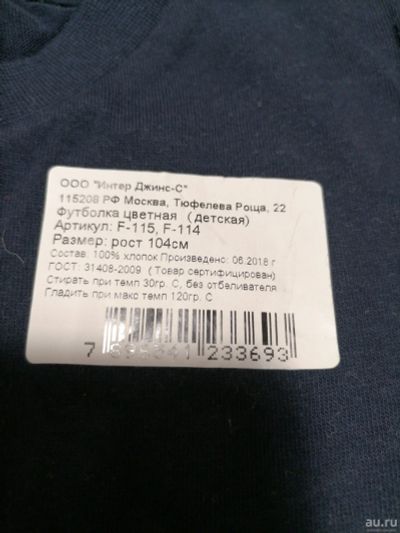 ООО "Интер Джинс-С"
115208 РФ Москва, Тюфелева Роща, 22
Футболка цветная (детская)
Артикул: F-115, F-114
Размер: рост 104см
Состав: 100% хлопок Произведено: 06.2018 г
ГОСТ: 31408-2009 (Товар сертифицирован)
Стирать при темп 30гр. С, без отбеливателя
Гладить при макс темп 120гр. С
7 233693
au.ru